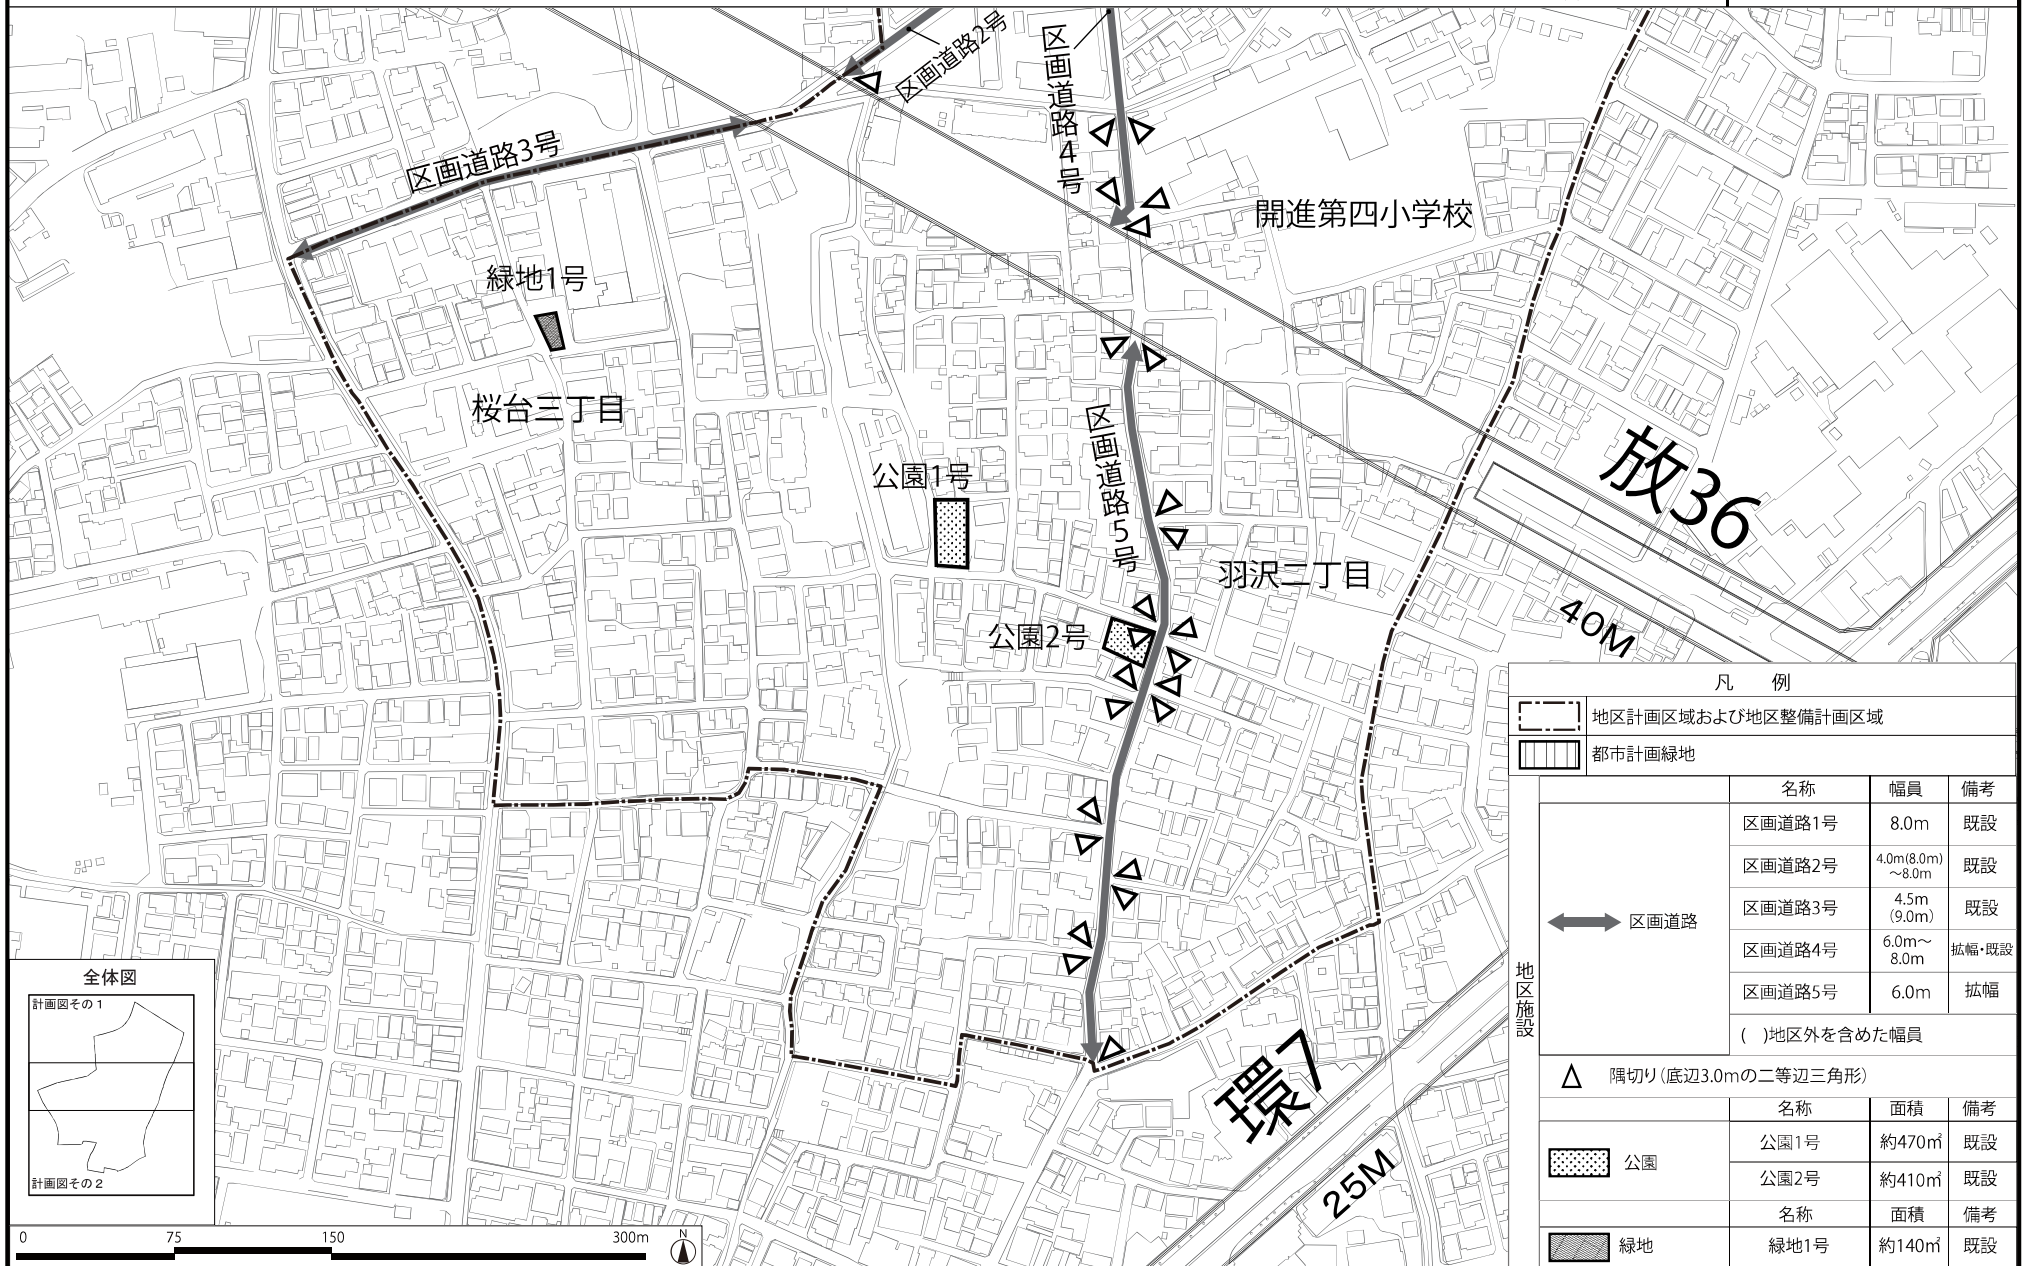 区画道路2号
区画道路4号
区画道路3号
開進第四小学校
緑地1号
桜台三丁目
区画道路5号
公園1号
放36
羽沢二丁目
40M
公園2号
環7
25M
凡 例
地区計画区域および地区整備計画区域
都市計画緑地
地区施設
名称 幅員 備考
区画道路
区画道路1号 8.0m 既設
区画道路2号 4.0m(8.0m)～8.0m 既設
区画道路3号 4.5m(9.0m) 既設
区画道路4号 6.0m～8.0m 拡幅・既設
区画道路5号 6.0m 拡幅
( )地区外を含めた幅員
隅切り（底辺3.0mの二等辺三角形）
名称 面積 備考
公園
公園1号 約470㎡ 既設
公園2号 約410㎡ 既設
名称 面積 備考
緑地 緑地1号 約140㎡ 既設
全体図
計画図その1
計画図その2
0 75 150 300m
N